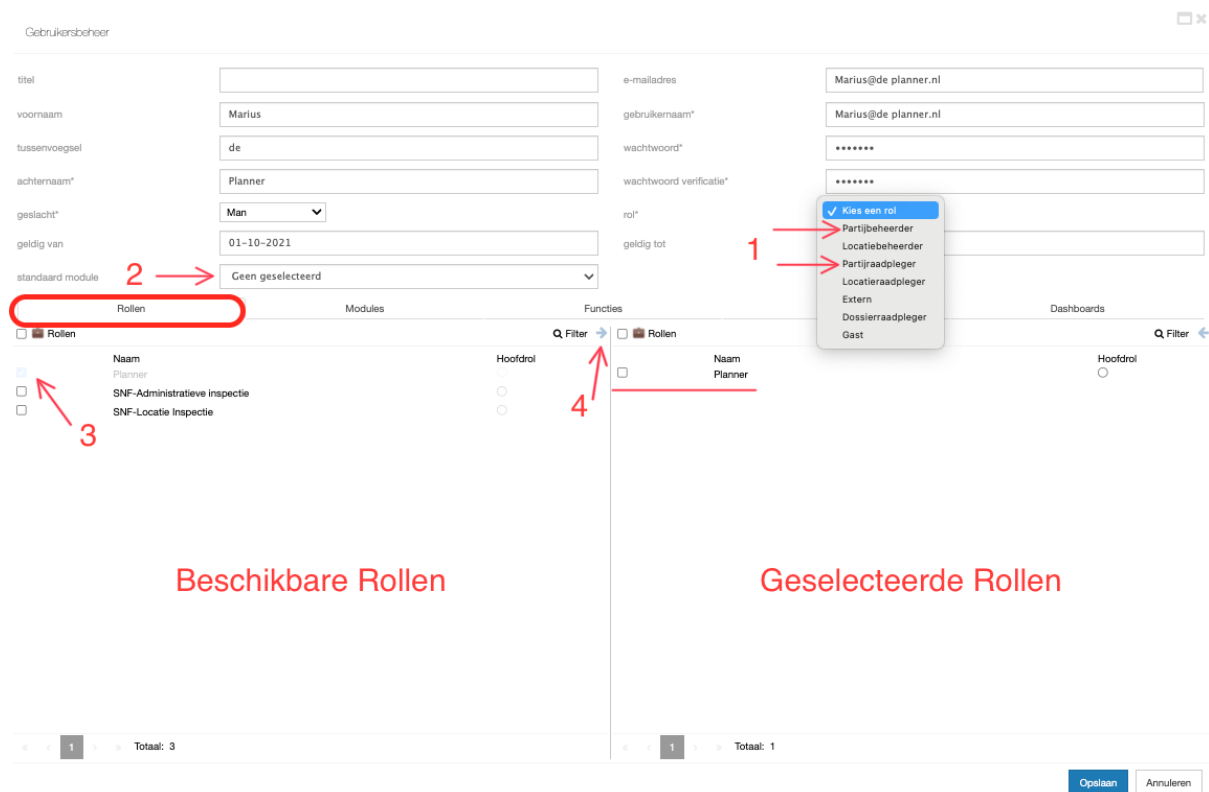 Gebruikersbeheer
titel
e-mailadres Marius@de planner.nl
voornaam Marius
gebruikernaam* Marius@de planner.nl
tussenvoegsel de
wachtwoord* •••••••
achternaam* Planner
wachtwoord verificatie* •••••••
geslacht* Man
rol* ✓ Kies een rol
Partijbeheerder
Locatiebeheerder
Partijraadpleger
Locatieraadpleger
Extern
Dossierraadpleger
Gast
1
geldig van 01-10-2021
geldig tot
standaard module 2 Geen geselecteerd
Rollen Modules Functies Dashboards
Rollen Filter
Rollen Filter
Naam Hoofdrol
Planner
SNF-Administratieve inspectie
SNF-Locatie Inspectie
3
4
Naam Hoofdrol
Planner
Beschikbare Rollen
Geselecteerde Rollen
« ‹ 1 › » Totaal: 3
« ‹ 1 › » Totaal: 1
Opslaan Annuleren